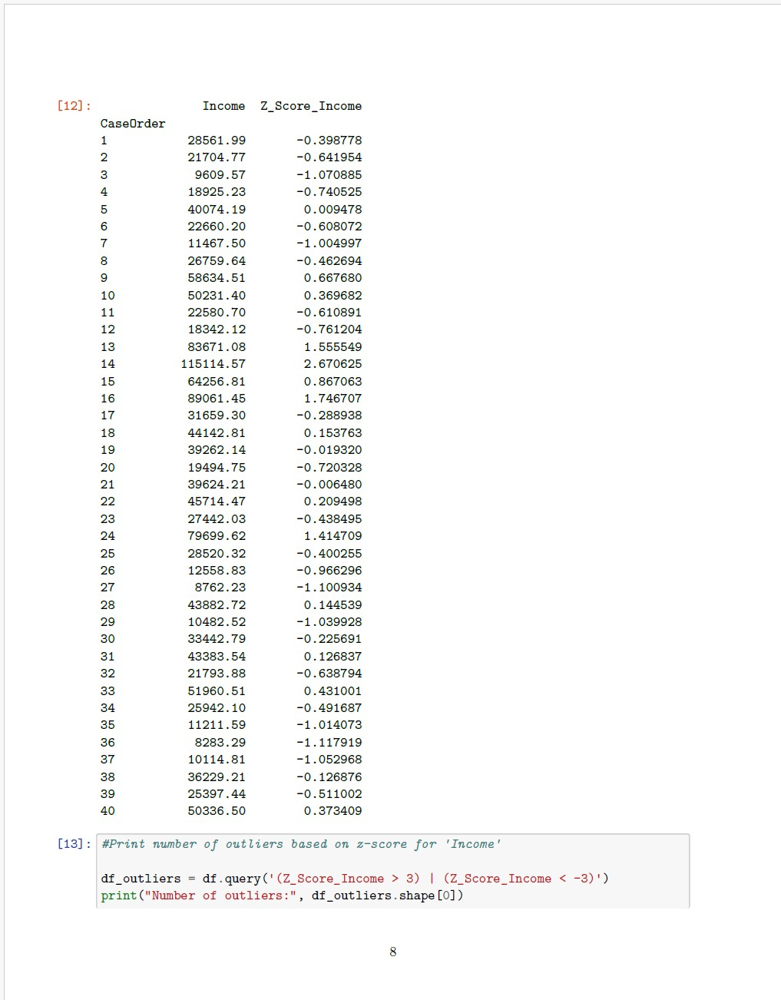 [12]: Income Z_Score_Income
CaseOrder
1 28561.99 -0.398778
2 21704.77 -0.641954
3 9609.57 -1.070885
4 18925.23 -0.740525
5 40074.19 0.009478
6 22660.20 -0.608072
7 11467.50 -1.004997
8 26759.64 -0.462694
9 58634.51 0.667680
10 50231.40 0.369682
11 22580.70 -0.610891
12 18342.12 -0.761204
13 83671.08 1.555549
14 115114.57 2.670625
15 64256.81 0.867063
16 89061.45 1.746707
17 31659.30 -0.288938
18 44142.81 0.153763
19 39262.14 -0.019320
20 19494.75 -0.720328
21 39624.21 -0.006480
22 45714.47 0.209498
23 27442.03 -0.438495
24 79699.62 1.414709
25 28520.32 -0.400255
26 12558.83 -0.966296
27 8762.23 -1.100934
28 43882.72 0.144539
29 10482.52 -1.039928
30 33442.79 -0.225691
31 43383.54 0.126837
32 21793.88 -0.638794
33 51960.51 0.431001
34 25942.10 -0.491687
35 11211.59 -1.014073
36 8283.29 -1.117919
37 10114.81 -1.052968
38 36229.21 -0.126876
39 25397.44 -0.511002
40 50336.50 0.373409
[13]: #Print number of outliers based on z-score for 'Income'
df_outliers = df.query('(Z_Score_Income > 3) | (Z_Score_Income < -3)')
print("Number of outliers:", df_outliers.shape[0])
8